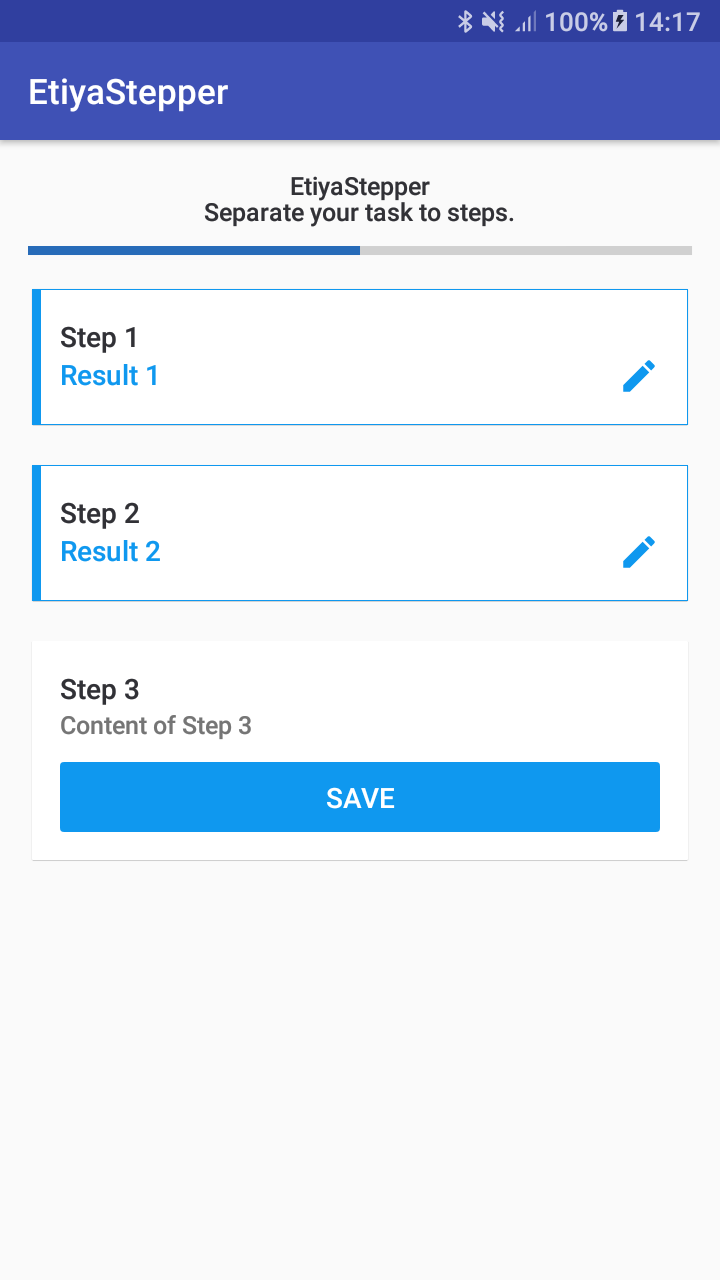 100% 14:17
EtiyaStepper
EtiyaStepper
Separate your task to steps.
Step 1
Result 1
Step 2
Result 2
Step 3
Content of Step 3
SAVE